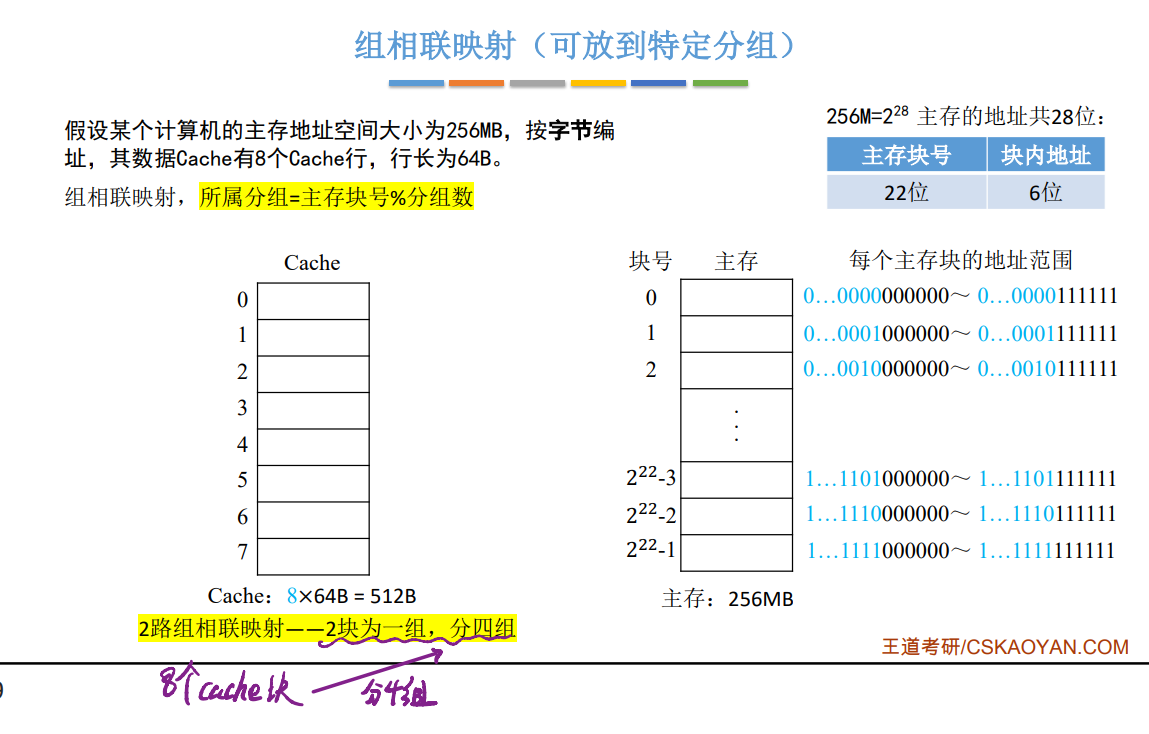 组相联映射（可放到特定分组）
假设某个计算机的主存地址空间大小为256MB，按字节编
址，其数据Cache有8个Cache行，行长为64B。
组相联映射，所属分组=主存块号%分组数
256M=2²⁸ 主存的地址共28位：
主存块号 块内地址
22位 6位
Cache
0
1
2
3
4
5
6
7
Cache：8×64B = 512B
2路组相联映射——2块为一组，分四组
块号 主存 每个主存块的地址范围
0 0…0000000000～ 0…0000111111
1 0…0001000000～ 0…0001111111
2 0…0010000000～ 0…0010111111
⋮
2²²-3 1…1101000000～ 1…1101111111
2²²-2 1…1110000000～ 1…1110111111
2²²-1 1…1111000000～ 1…1111111111
主存：256MB
王道考研/CSKAOYAN.COM
8个cache块 分4组